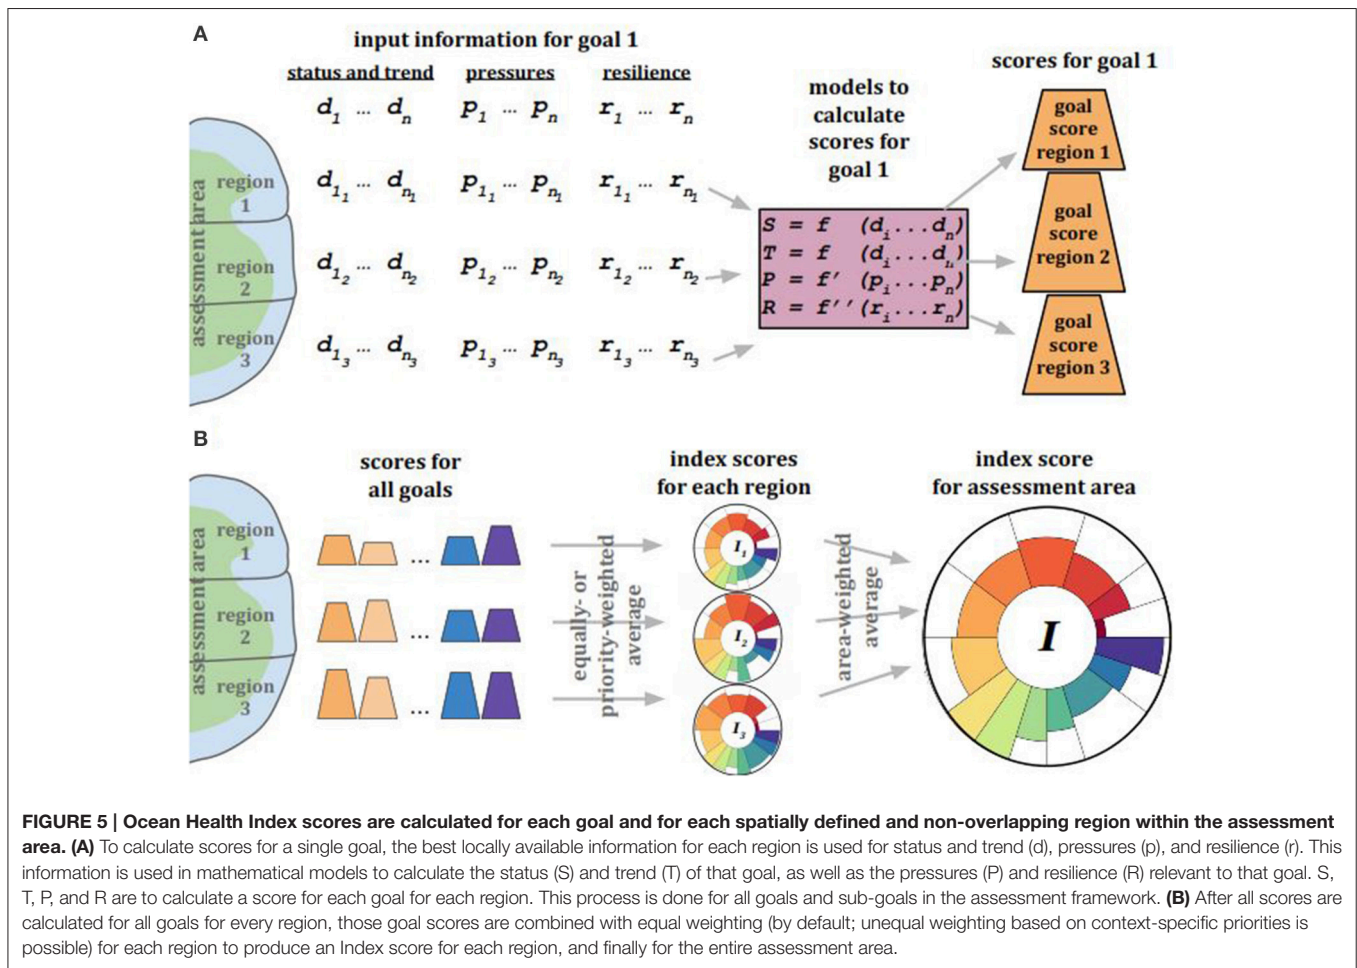 A
input information for goal 1
status and trend pressures resilience
d1 ... dn p1 ... pn r1 ... rn
d11 ... dn1 p11 ... pn1 r11 ... rn1
d12 ... dn2 p12 ... pn2 r12 ... rn2
d13 ... dn3 p13 ... pn3 r13 ... rn3
assessment area
region
1
region
2
region
3
models to
calculate
scores for
goal 1
S = f (di...dn)
T = f (di...dn)
P = f' (pi...pn)
R = f''(ri...rn)
scores for goal 1
goal
score
region 1
goal
score
region 2
goal
score
region 3
B
assessment area
region
1
region
2
region
3
scores for
all goals
...
...
...
equally- or
priority-weighted
average
index scores
for each region
I1
I2
I3
area-weighted
average
index score
for assessment area
I
FIGURE 5 | Ocean Health Index scores are calculated for each goal and for each spatially defined and non-overlapping region within the assessment
area. (A) To calculate scores for a single goal, the best locally available information for each region is used for status and trend (d), pressures (p), and resilience (r). This
information is used in mathematical models to calculate the status (S) and trend (T) of that goal, as well as the pressures (P) and resilience (R) relevant to that goal. S,
T, P, and R are to calculate a score for each goal for each region. This process is done for all goals and sub-goals in the assessment framework. (B) After all scores are
calculated for all goals for every region, those goal scores are combined with equal weighting (by default; unequal weighting based on context-specific priorities is
possible) for each region to produce an Index score for each region, and finally for the entire assessment area.